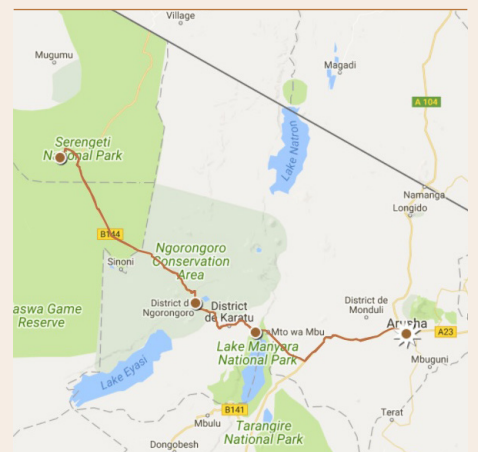 Village
Mugumu
Magadi
A 104
Serengeti
National Park
Lake Natron
Namanga
Longido
B144
Sinoni
Ngorongoro
Conservation
Area
District d
Ngorongoro
District
de Karatu
aswa Game
Reserve
District de
Monduli
Arusha
A23
Mto wa Mbu
Lake Manyara
National Park
Mbuguni
Lake Eyasi
B141
Mbulu
Terat
Tarangire
National Park
Dongobesh